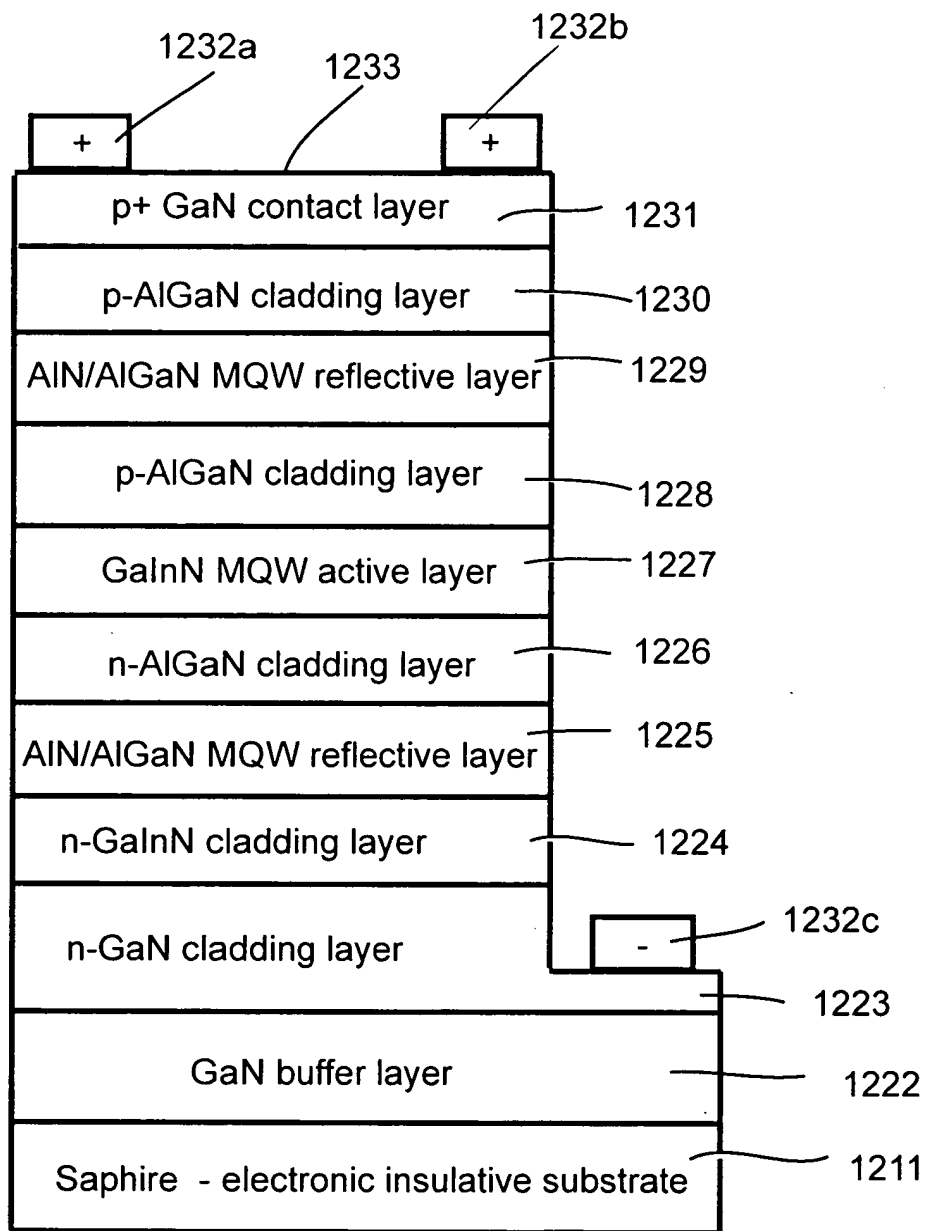 1232a
1233
1232b
+
+
p+ GaN contact layer
1231
p-AlGaN cladding layer
1230
AlN/AlGaN MQW reflective layer
1229
p-AlGaN cladding layer
1228
GaInN MQW active layer
1227
n-AlGaN cladding layer
1226
AlN/AlGaN MQW reflective layer
1225
n-GaInN cladding layer
1224
n-GaN cladding layer
-
1232c
1223
GaN buffer layer
1222
Saphire - electronic insulative substrate
1211